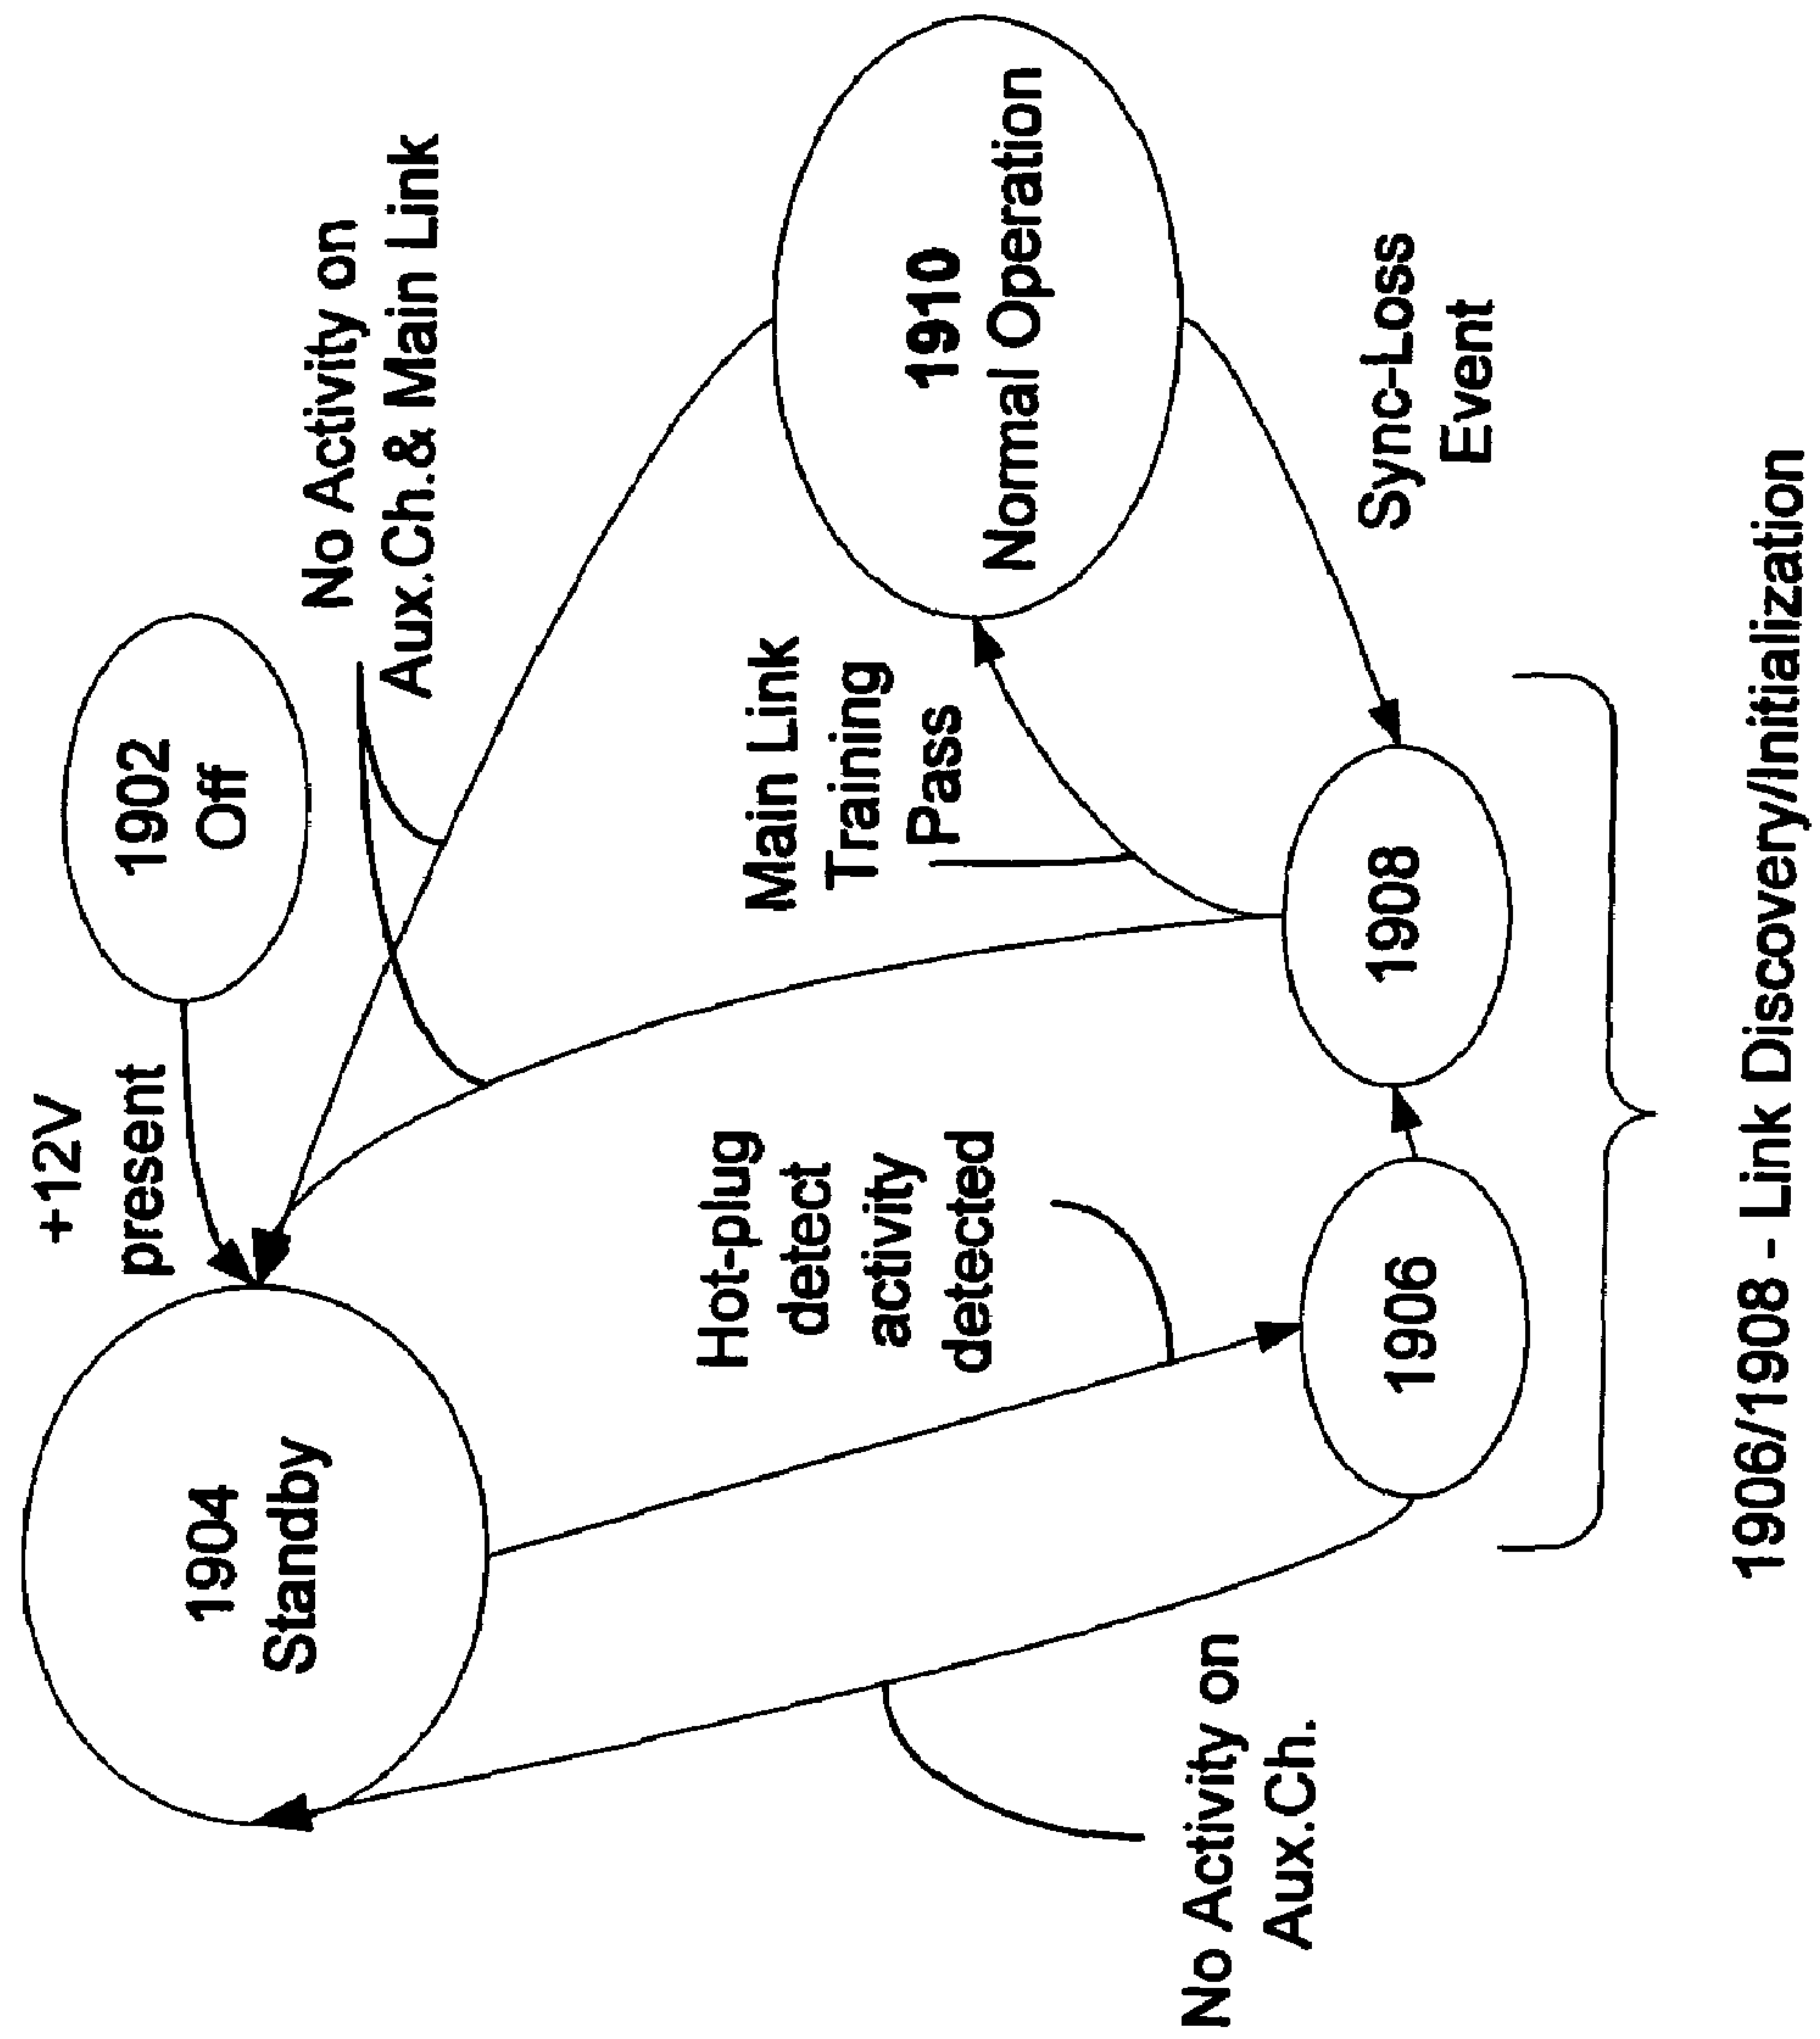 +12V
present
1902
Off
1904
Standby
No Activity on
Aux.Ch.& Main Link
Hot-plug
detect
activity
detected
Main Link
Training
Pass
1910
Normal Operation
No Activity on
Aux.Ch.
1906
1908
Sync-Loss
Event
1906/1908 - Link Discovery/Initialization